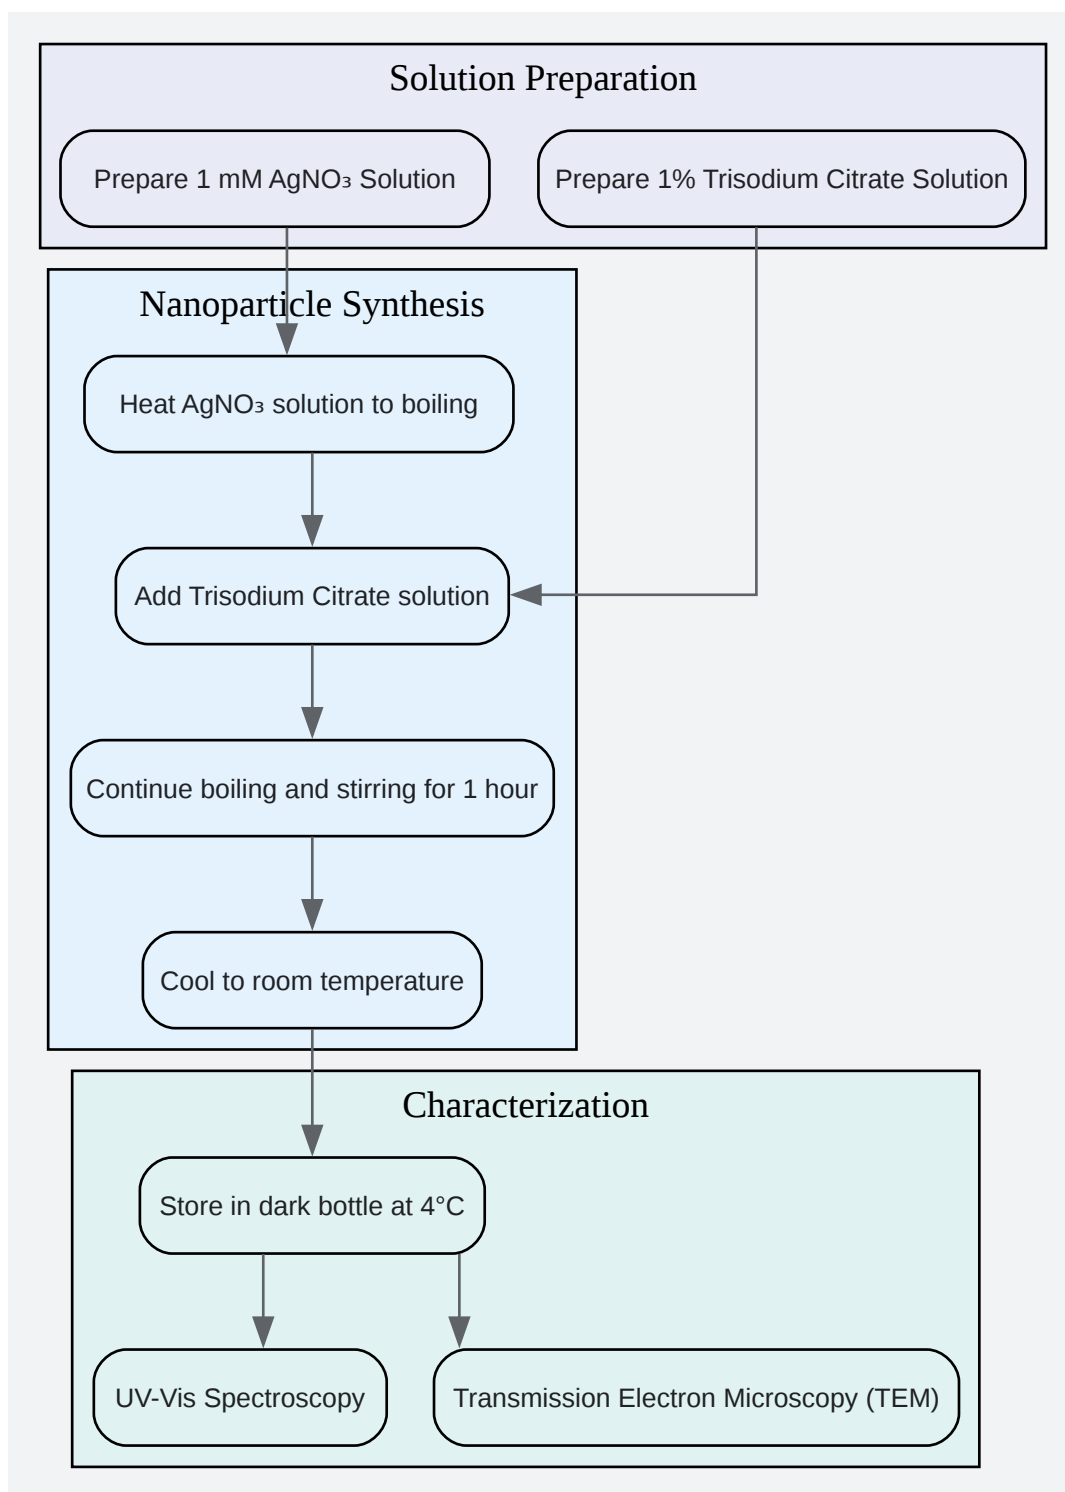 Solution Preparation
Prepare 1 mM AgNO₃ Solution
Prepare 1% Trisodium Citrate Solution
Nanoparticle Synthesis
Heat AgNO₃ solution to boiling
Add Trisodium Citrate solution
Continue boiling and stirring for 1 hour
Cool to room temperature
Characterization
Store in dark bottle at 4°C
UV-Vis Spectroscopy
Transmission Electron Microscopy (TEM)